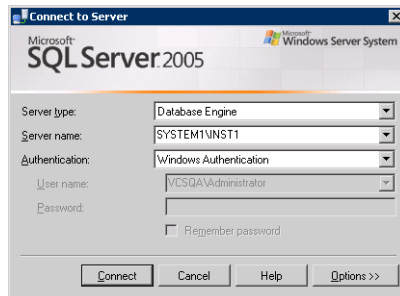 Connect to Server
Microsoft
SQL Server 2005
Microsoft
Windows Server System
Server type: Database Engine
Server name: SYSTEM1\INST1
Authentication: Windows Authentication
User name: VCSQA\Administrator
Password:
Remember password
Connect Cancel Help Options >>